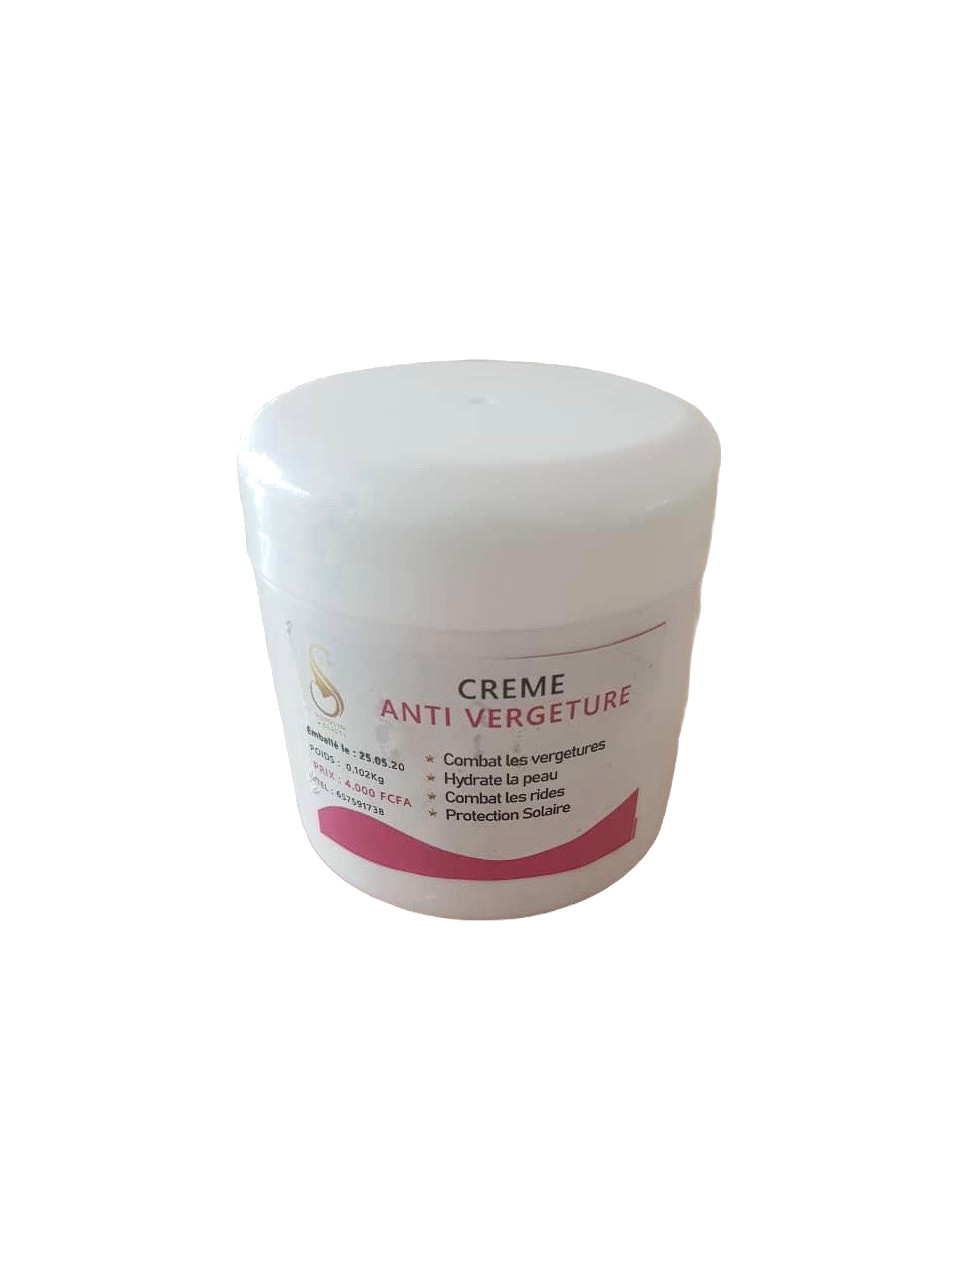 CREME
ANTI VERGETURE
Emballé le : 25.05.20
POIDS : 0,102Kg
PRIX : 4.000 FCFA
TEL : 657591738
Combat les vergetures
Hydrate la peau
Combat les rides
Protection Solaire